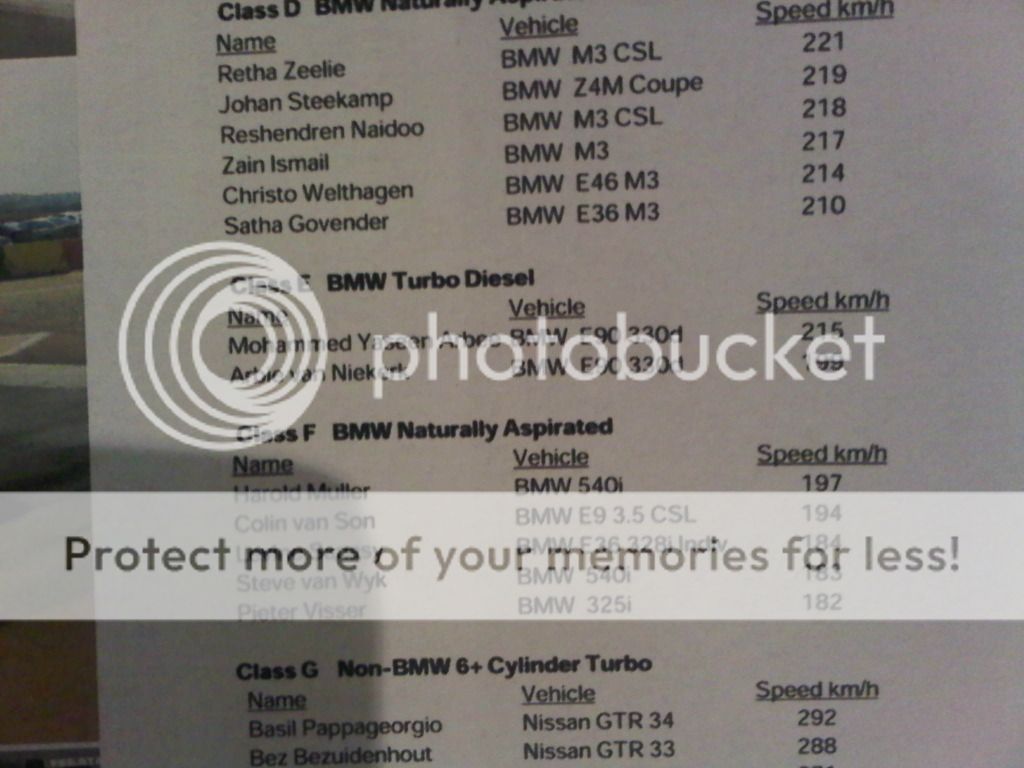 Class D BMW Naturally
Name Vehicle Speed km/h
Retha Zeelie BMW M3 CSL 221
Johan Steekamp BMW Z4M Coupe 219
Reshendren Naidoo BMW M3 CSL 218
Zain Ismail BMW M3 217
Christo Welthagen BMW E46 M3 214
Satha Govender BMW E36 M3 210
Class E BMW Turbo Diesel
Name Vehicle Speed km/h
Mohammed Yaseen BMW E90 330d 215
van Niekerk BMW E90 330d 199
photobucket
Class F BMW Naturally Aspirated
Name Vehicle Speed km/h
Harold Muller BMW 540i 197
Colin van Son BMW E9 3.5 CSL 194
BMW E36 328i Indiv 184
Protect more of your memories for less!
Steve van Wyk BMW 540i 183
Pieter Visser BMW 325i 182
Class G Non-BMW 6+ Cylinder Turbo
Name Vehicle Speed km/h
Basil Pappageorgio Nissan GTR 34 292
Bez Bezuidenhout Nissan GTR 33 288